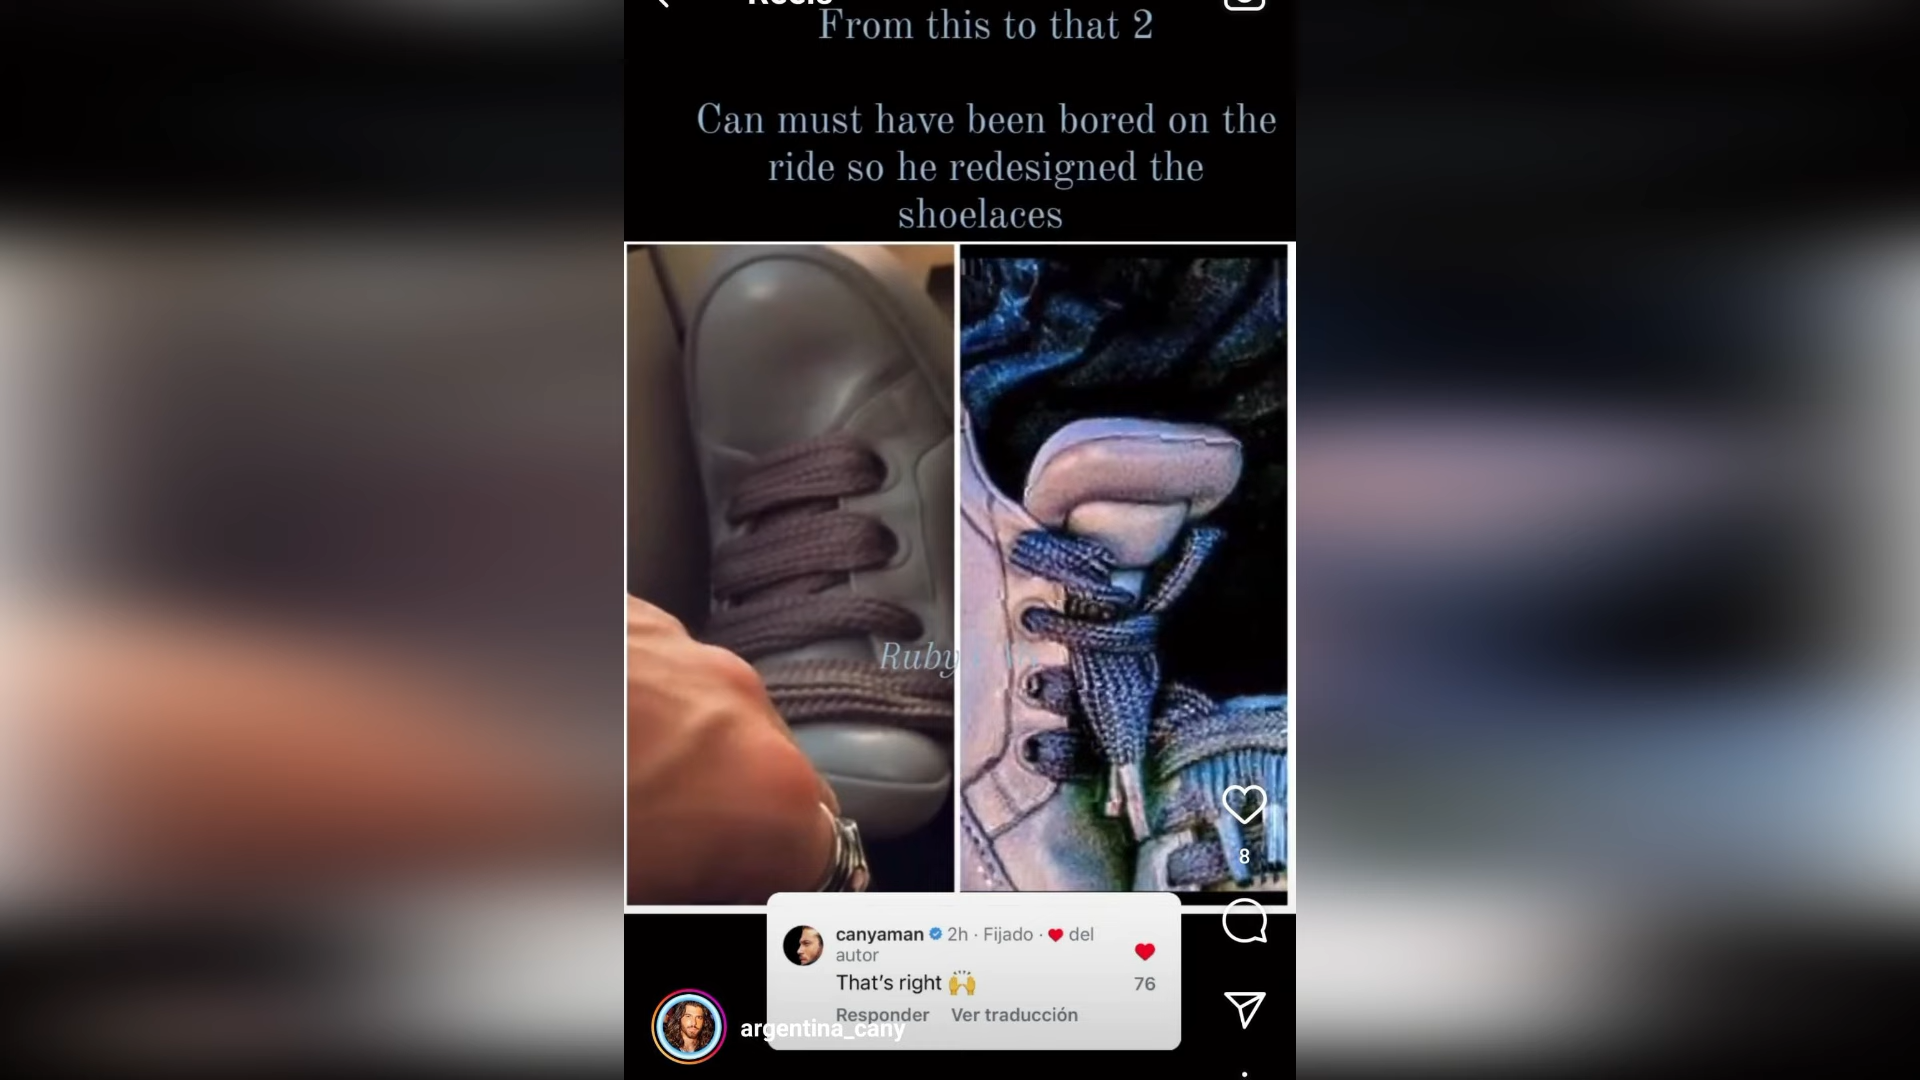 From this to that 2
Can must have been bored on the
ride so he redesigned the
shoelaces
Ruby
canyaman 2h · Fijado · ❤ del
autor
That's right 🙌
76
Responder Ver traducción
8
argentina_cany